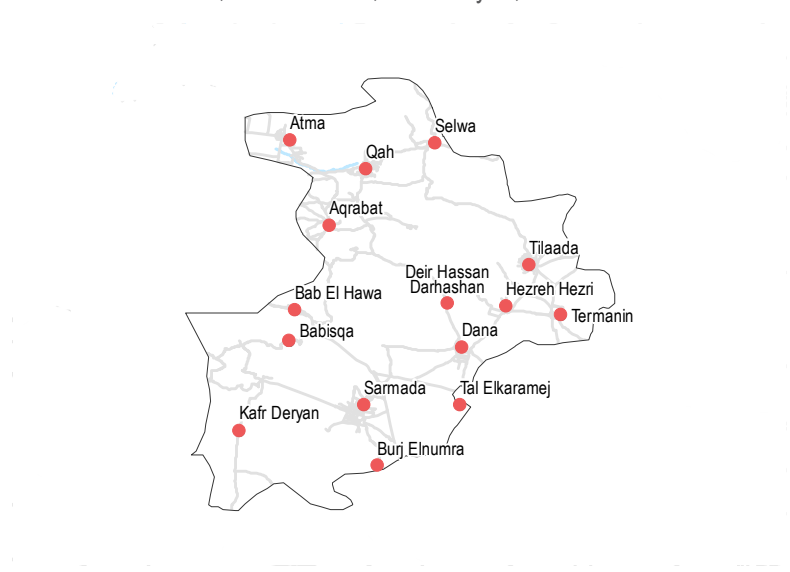 Atma
Selwa
Qah
Aqrabat
Tilaada
Deir Hassan
Darhashan
Hezreh Hezri
Bab El Hawa
Termanin
Babisqa
Dana
Sarmada
Tal Elkaramej
Kafr Deryan
Burj Elnumra